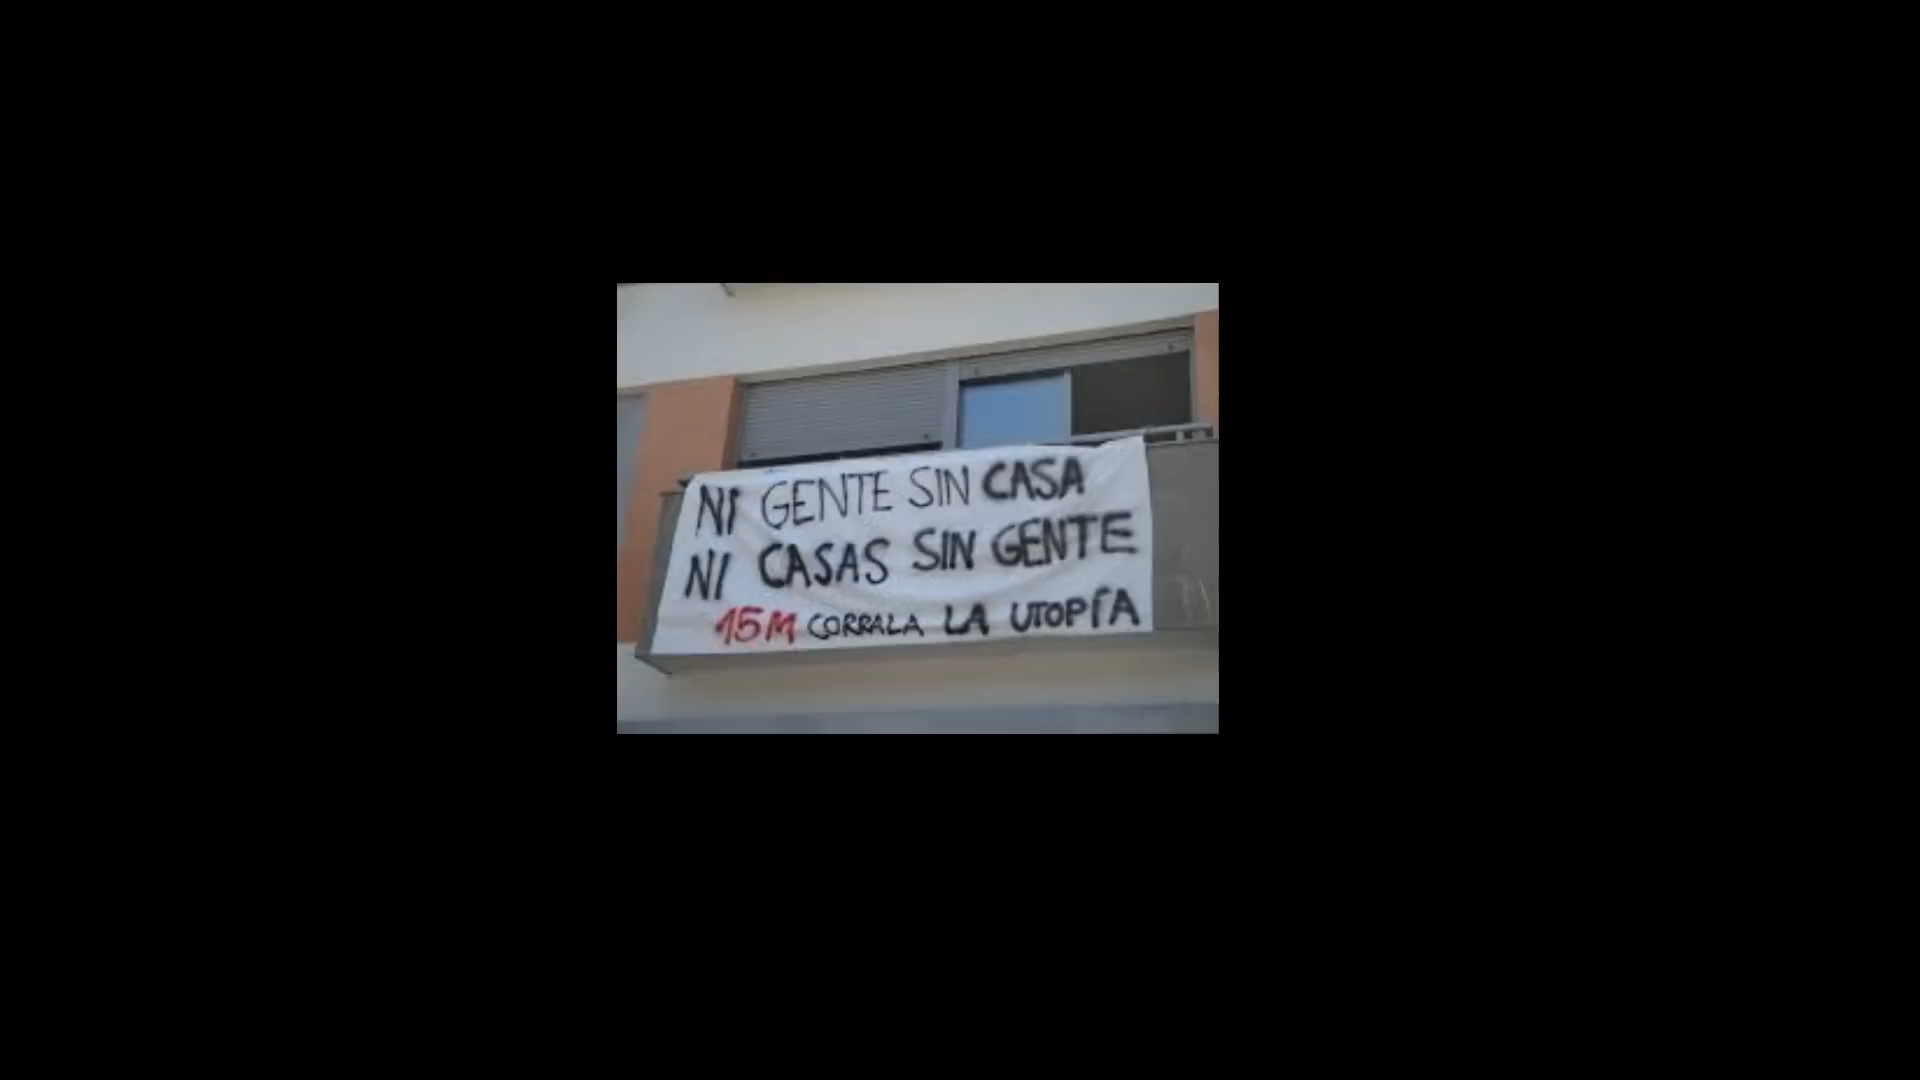 NI GENTE SIN CASA
NI CASAS SIN GENTE
15M CORRALA LA UTOPÍA